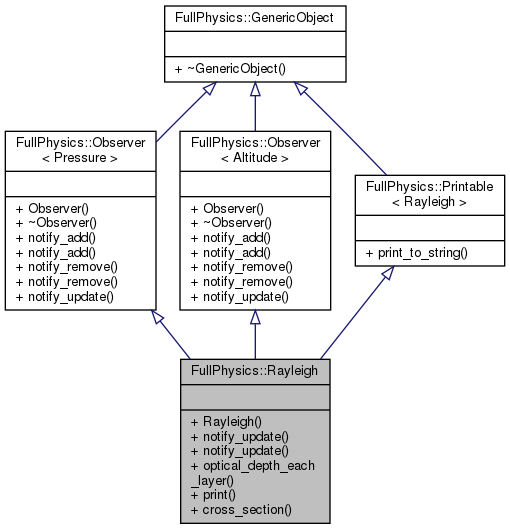 FullPhysics::GenericObject
+ ~GenericObject()
FullPhysics::Observer
< Pressure >
+ Observer()
+ ~Observer()
+ notify_add()
+ notify_add()
+ notify_remove()
+ notify_remove()
+ notify_update()
FullPhysics::Observer
< Altitude >
+ Observer()
+ ~Observer()
+ notify_add()
+ notify_add()
+ notify_remove()
+ notify_remove()
+ notify_update()
FullPhysics::Printable
< Rayleigh >
+ print_to_string()
FullPhysics::Rayleigh
+ Rayleigh()
+ notify_update()
+ notify_update()
+ optical_depth_each
_layer()
+ print()
+ cross_section()